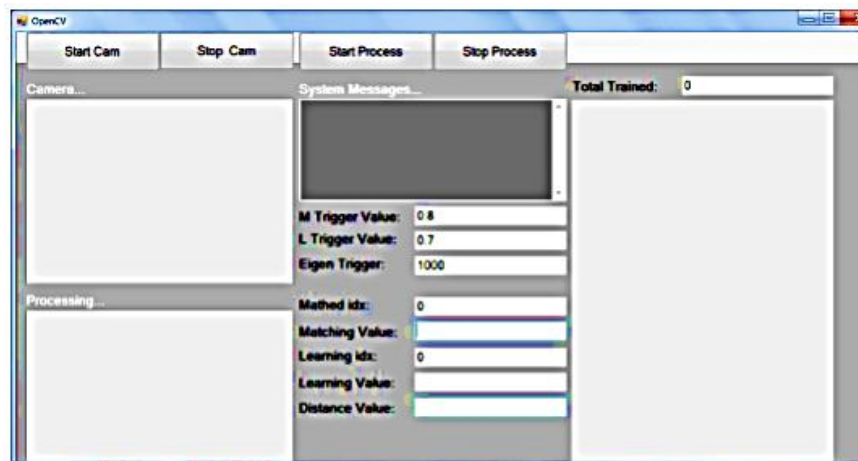 OpenCV
Start Cam Stop Cam Start Process Stop Process
Camera... System Messages... Total Trained: 0
M Trigger Value: 0.8
L Trigger Value: 0.7
Eigen Trigger: 1000
Processing... Mathed idx: 0
Matching Value:
Learning idx: 0
Learning Value:
Distance Value: